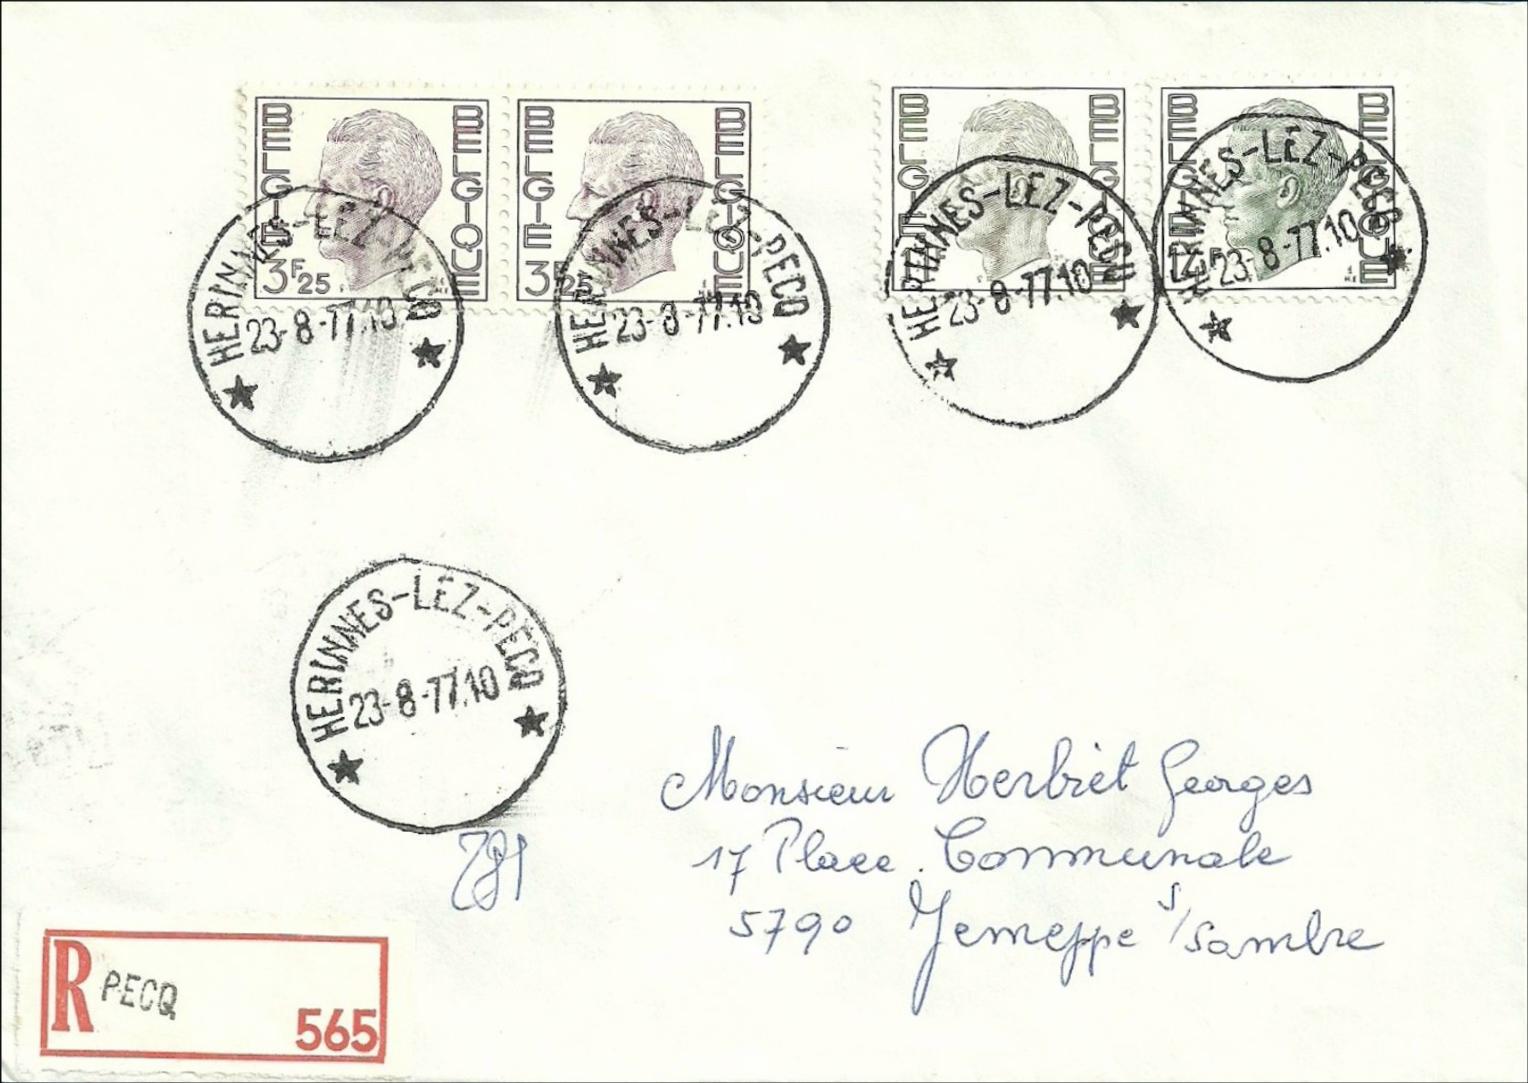 BELGIE BELGIQUE 3F25
BELGIE BELGIQUE 3F25
BELGIE BELGIQUE
BELGIE BELGIQUE
HERINNES-LEZ-PECQ
23-8-77.10
HERINNES-LEZ-PECQ
23-8-77.10
HERINNES-LEZ-PECQ
23-8-77.10
HERINNES-LEZ-PECQ
23-8-77.10
HERINNES-LEZ-PECQ
23-8-77.10
Monsieur Herbiet Georges
17 Place Communale
5790 Jemeppe s/Sambre
R PECQ
565